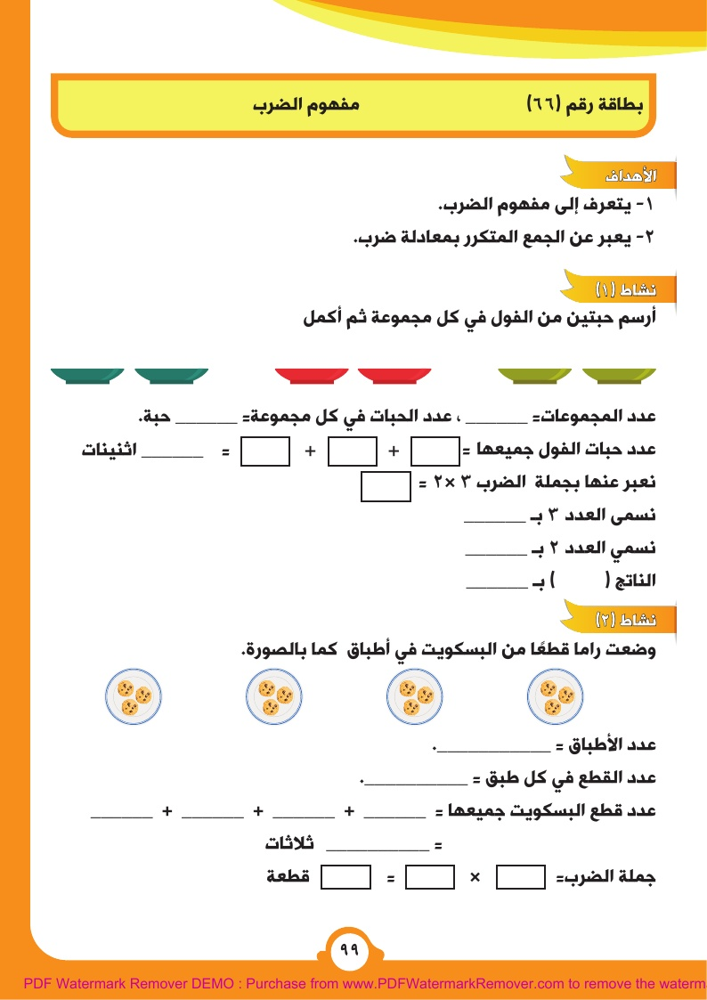 بطاقة رقم (٦٦) مفهوم الضرب
الأهداف
١- يتعرف إلى مفهوم الضرب.
٢- يعبر عن الجمع المتكرر بمعادلة ضرب.
نشاط (١)
أرسم حبتين من الفول في كل مجموعة ثم أكمل
عدد المجموعات= ______ ، عدد الحبات في كل مجموعة= ______ حبة.
عدد حبات الفول جميعها = + + = ______ اثنينات
نعبر عنها بجملة الضرب ٣ ×٢ =
نسمى العدد ٣ بـ ______
نسمي العدد ٢ بـ ______
الناتج ( ) بـ ______
نشاط (٢)
وضعت راما قطعًا من البسكويت في أطباق كما بالصورة.
عدد الأطباق = ___________.
عدد القطع في كل طبق = __________.
عدد قطع البسكويت جميعها = ______ + ______ + ______ + ______
= __________ ثلاثات
جملة الضرب= × = قطعة
٩٩
PDF Watermark Remover DEMO : Purchase from www.PDFWatermarkRemover.com to remove the waterm